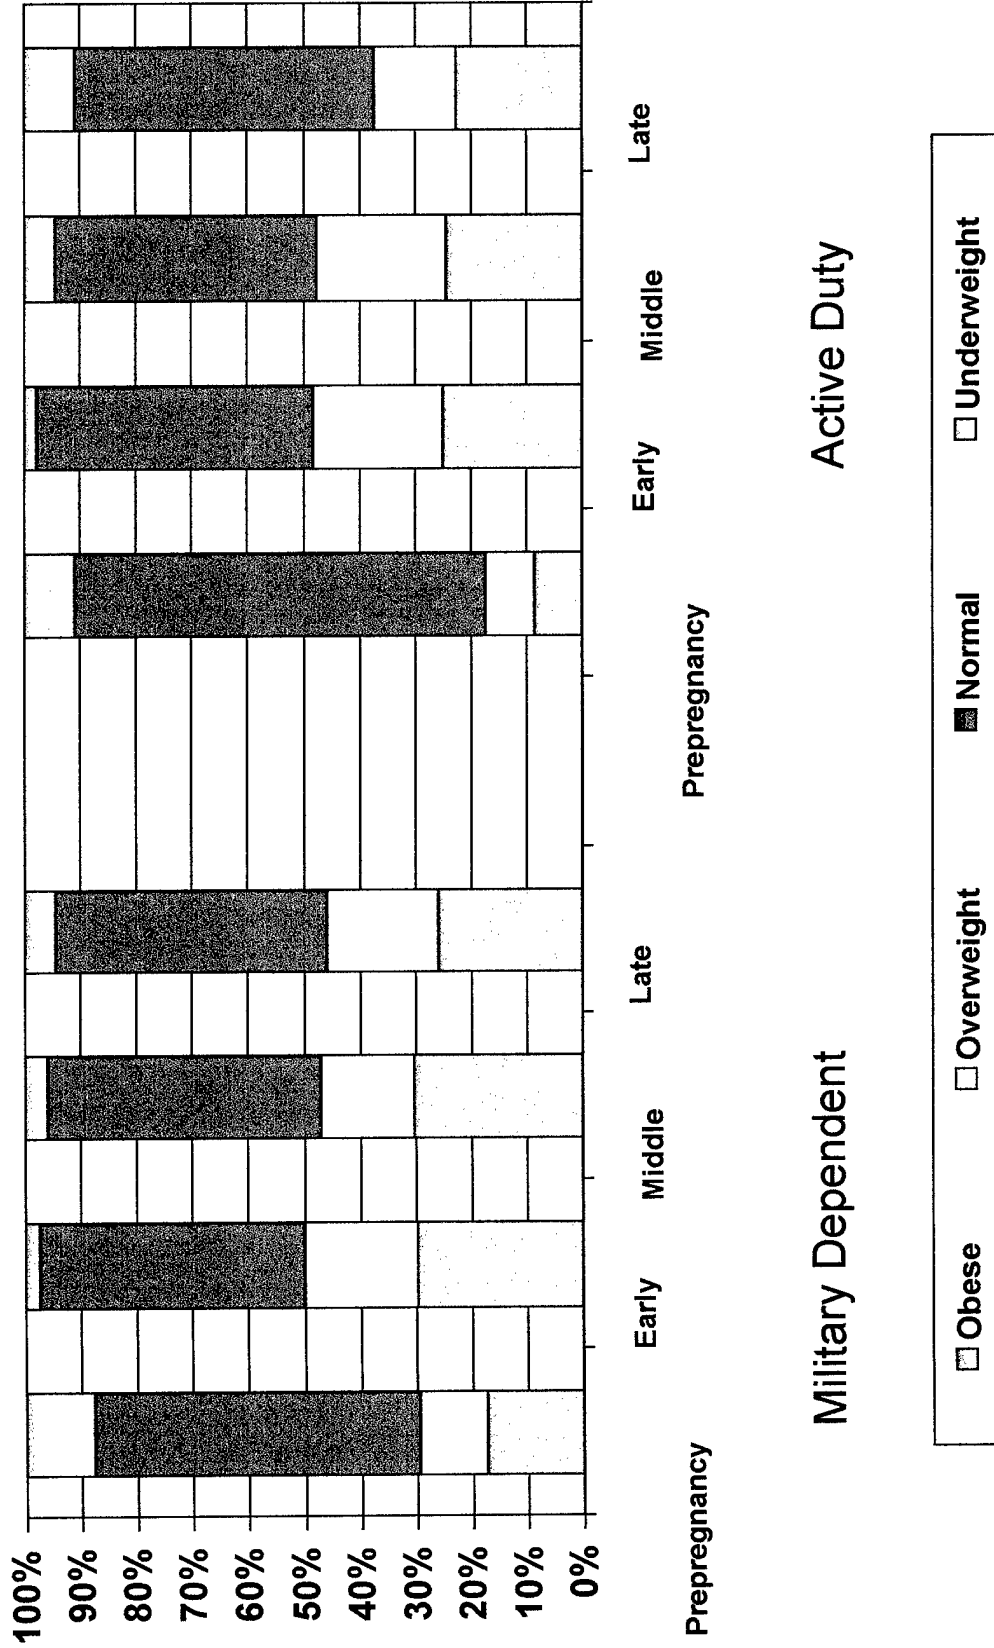 100%
90%
80%
70%
60%
50%
40%
30%
20%
10%
0%
Prepregnancy
Early
Middle
Late
Prepregnancy
Early
Middle
Late
Military Dependent
Active Duty
Obese
Overweight
Normal
Underweight